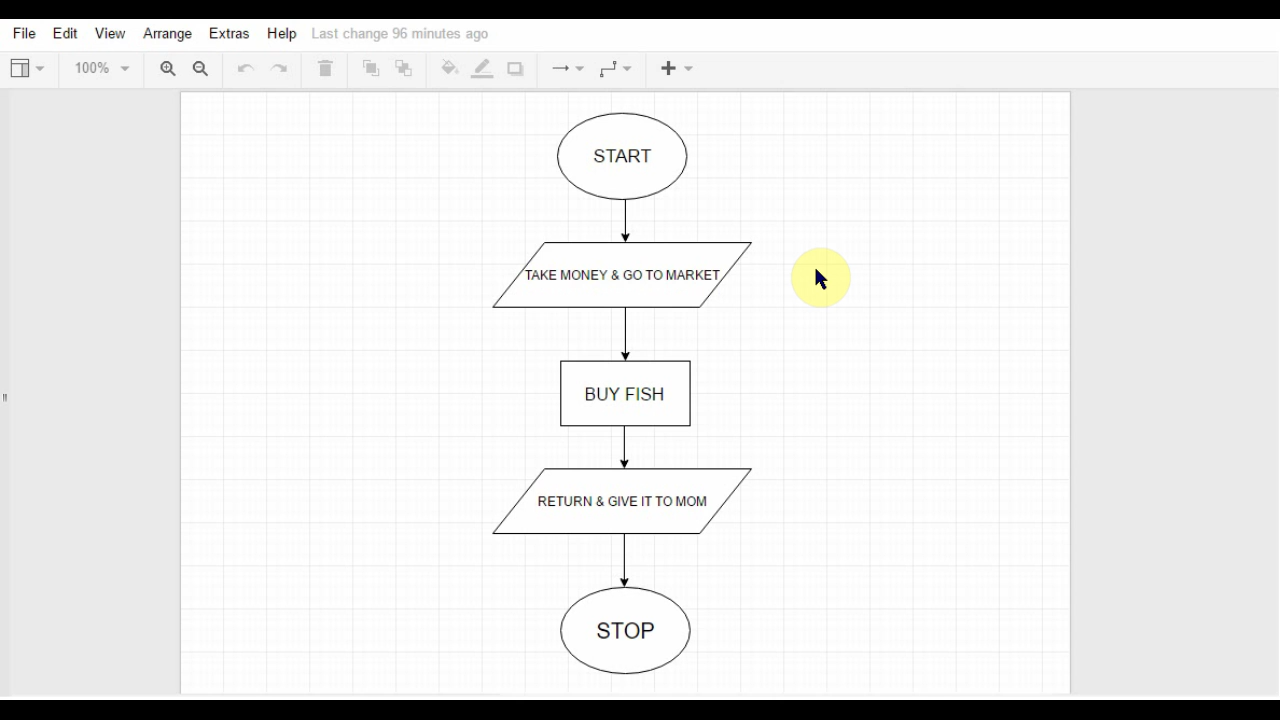 File Edit View Arrange Extras Help Last change 96 minutes ago
100%
START
TAKE MONEY & GO TO MARKET
BUY FISH
RETURN & GIVE IT TO MOM
STOP